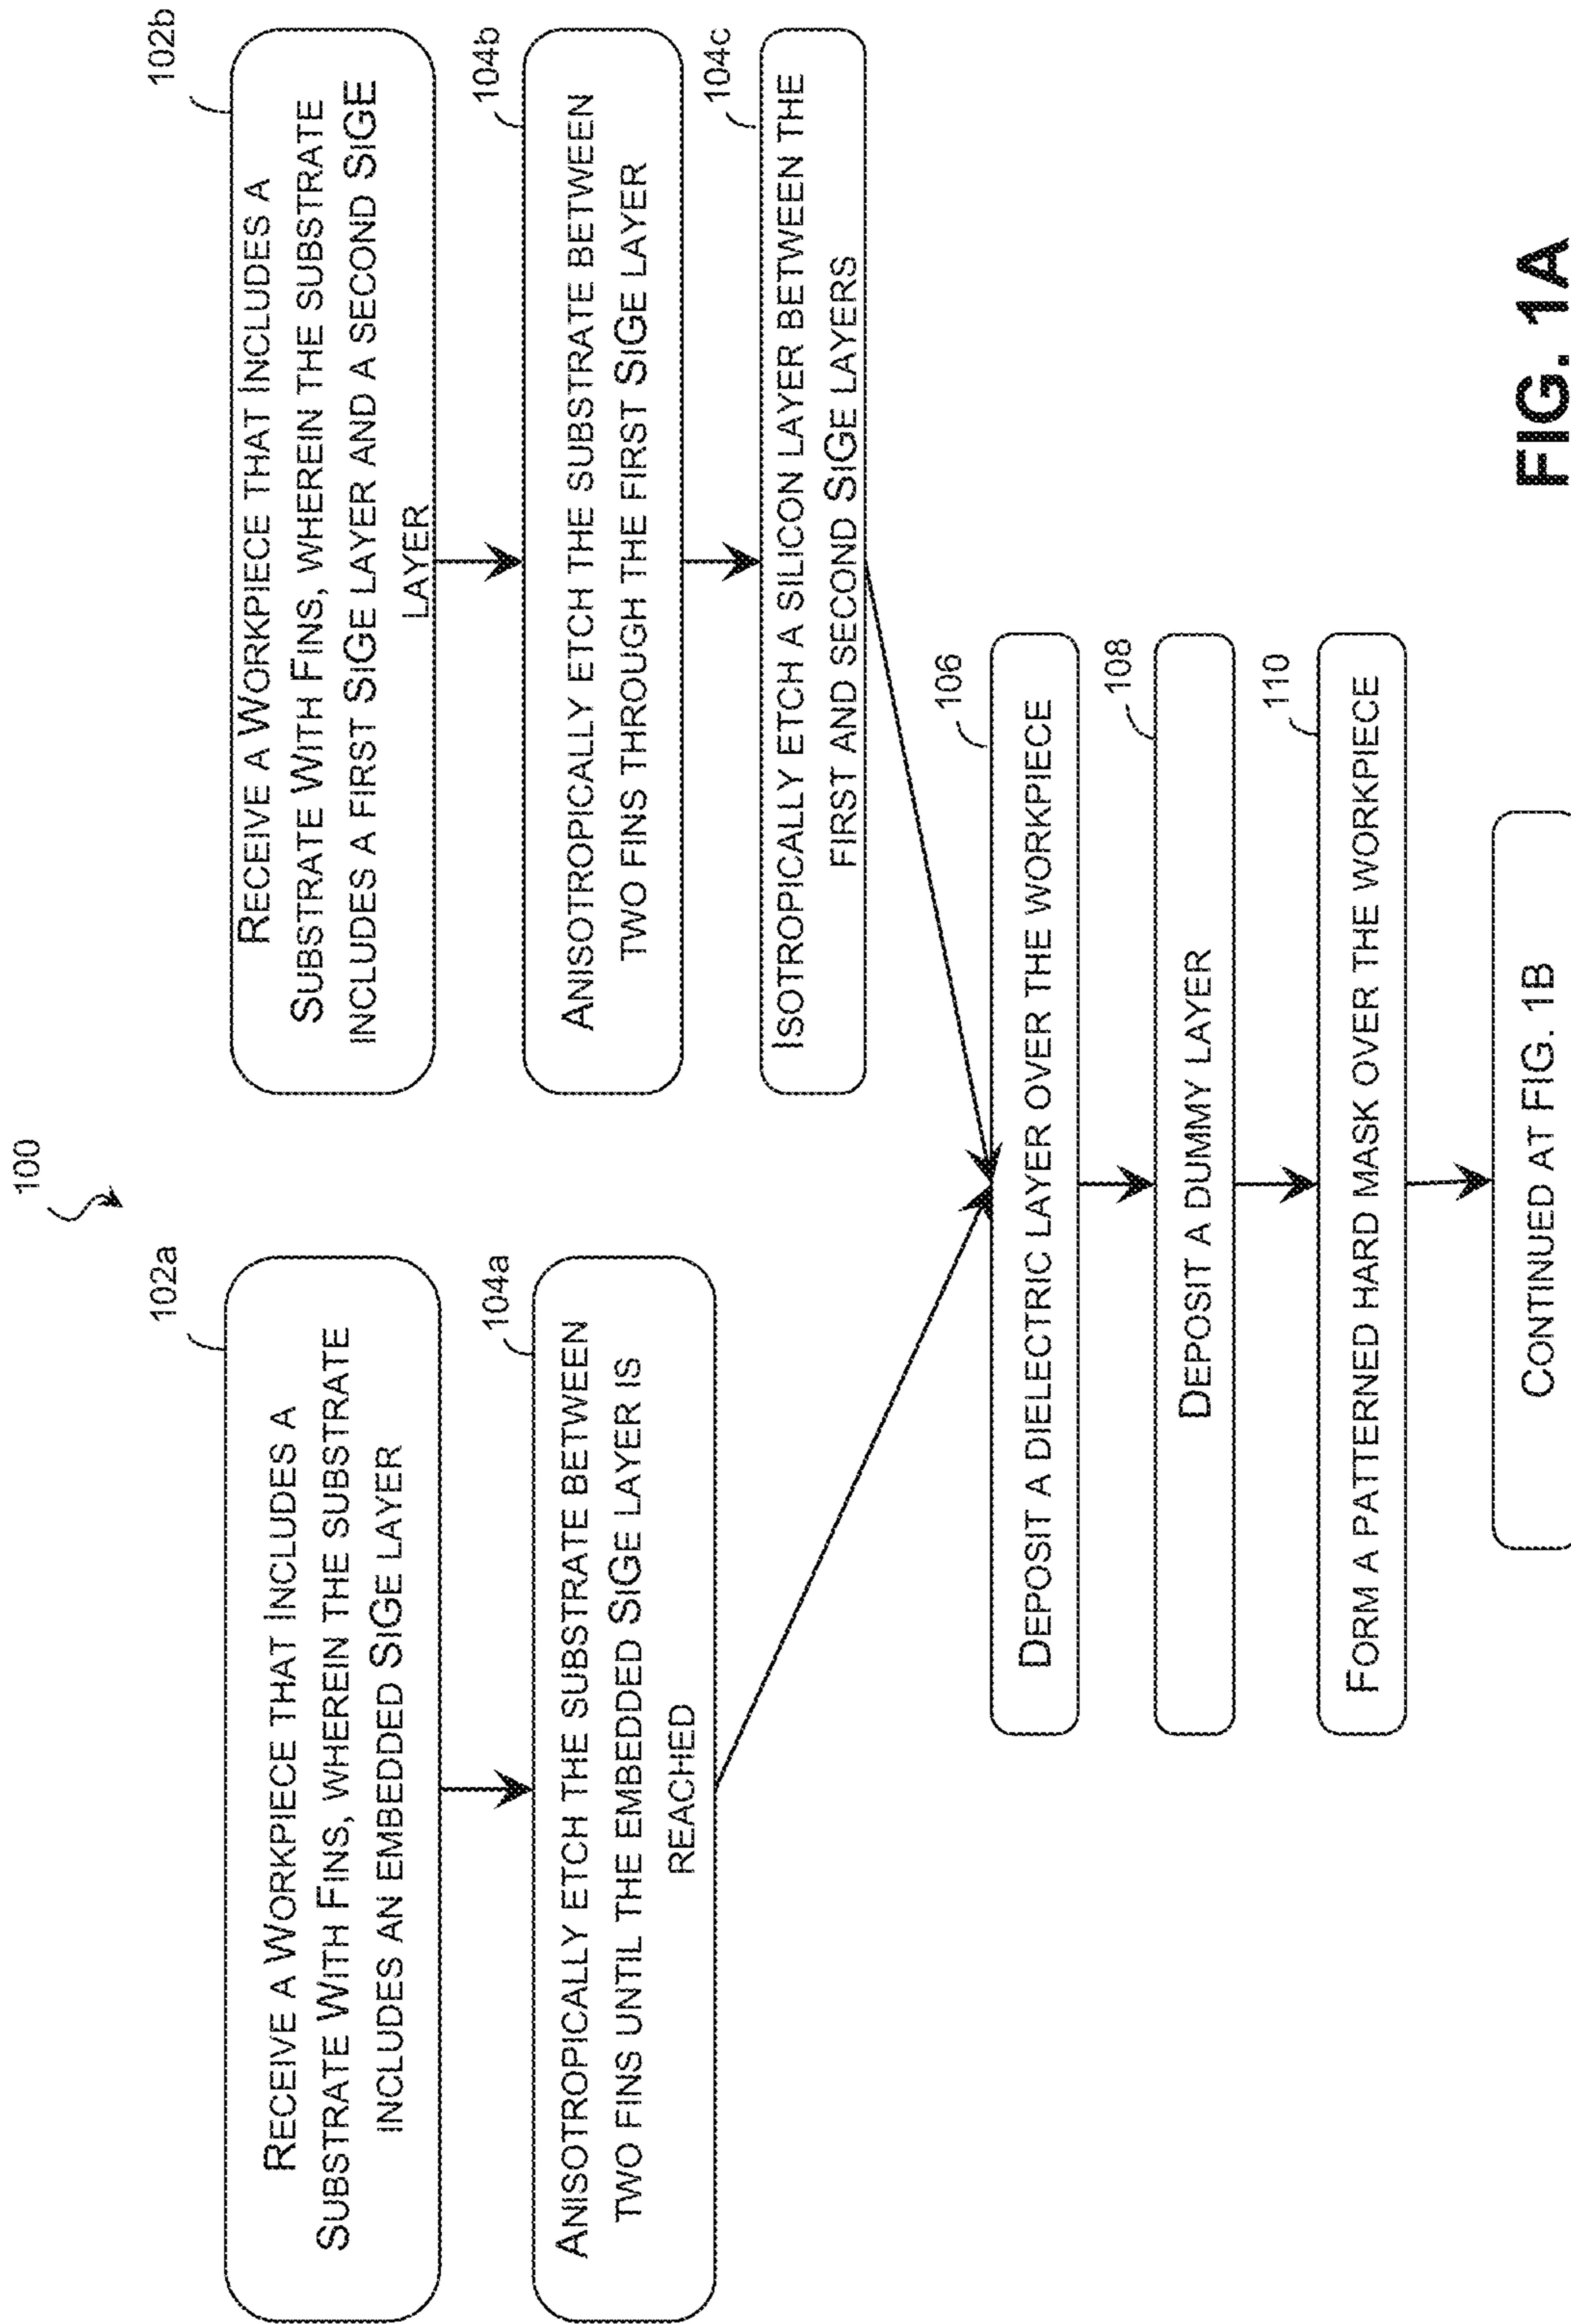 100
102a
RECEIVE A WORKPIECE THAT INCLUDES A
SUBSTRATE WITH FINS, WHEREIN THE SUBSTRATE
INCLUDES AN EMBEDDED SIGE LAYER
104a
ANISOTROPICALLY ETCH THE SUBSTRATE BETWEEN
TWO FINS UNTIL THE EMBEDDED SIGE LAYER IS
REACHED
102b
RECEIVE A WORKPIECE THAT INCLUDES A
SUBSTRATE WITH FINS, WHEREIN THE SUBSTRATE
INCLUDES A FIRST SIGE LAYER AND A SECOND SIGE
LAYER
104b
ANISOTROPICALLY ETCH THE SUBSTRATE BETWEEN
TWO FINS THROUGH THE FIRST SIGE LAYER
104c
ISOTROPICALLY ETCH A SILICON LAYER BETWEEN THE
FIRST AND SECOND SIGE LAYERS
106
DEPOSIT A DIELECTRIC LAYER OVER THE WORKPIECE
108
DEPOSIT A DUMMY LAYER
110
FORM A PATTERNED HARD MASK OVER THE WORKPIECE
CONTINUED AT FIG. 1B
FIG. 1A